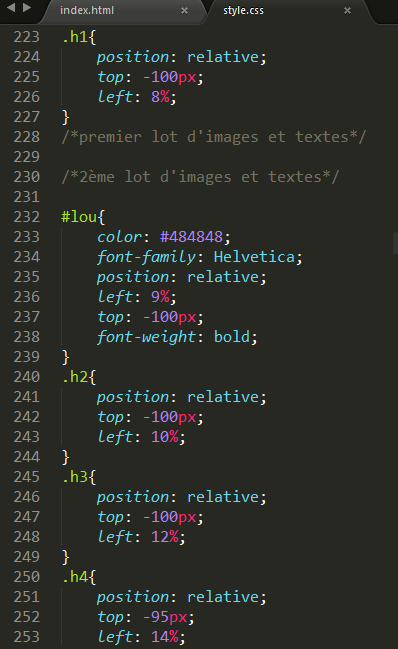 index.html × style.css ×
223 .h1{
224 position: relative;
225 top: -100px;
226 left: 8%;
227 }
228 /*premier lot d'images et textes*/
229
230 /*2ème lot d'images et textes*/
231
232 #lou{
233 color: #484848;
234 font-family: Helvetica;
235 position: relative;
236 left: 9%;
237 top: -100px;
238 font-weight: bold;
239 }
240 .h2{
241 position: relative;
242 top: -100px;
243 left: 10%;
244 }
245 .h3{
246 position: relative;
247 top: -100px;
248 left: 12%;
249 }
250 .h4{
251 position: relative;
252 top: -95px;
253 left: 14%;